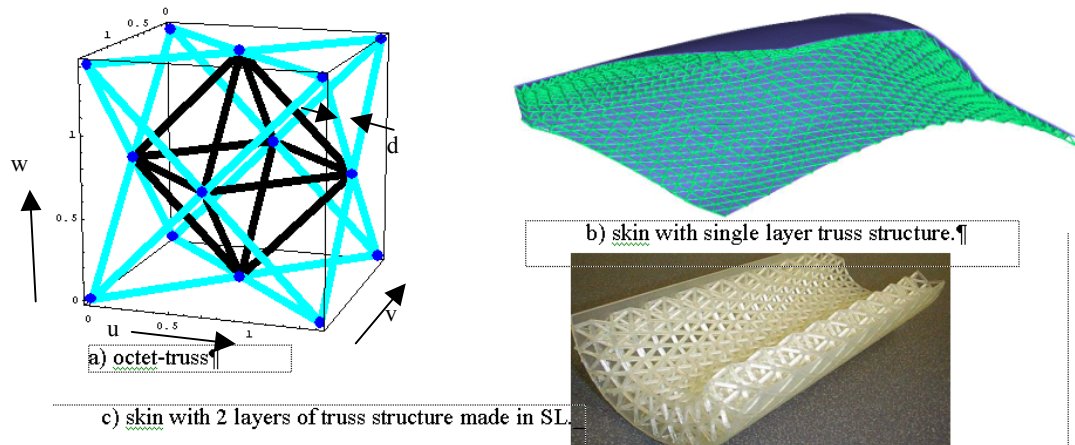 0
0.5
1
1
0.5
0
0
0.5
1
w
u
v
d
a) octet-truss¶
b) skin with single layer truss structure.¶
c) skin with 2 layers of truss structure made in SL.